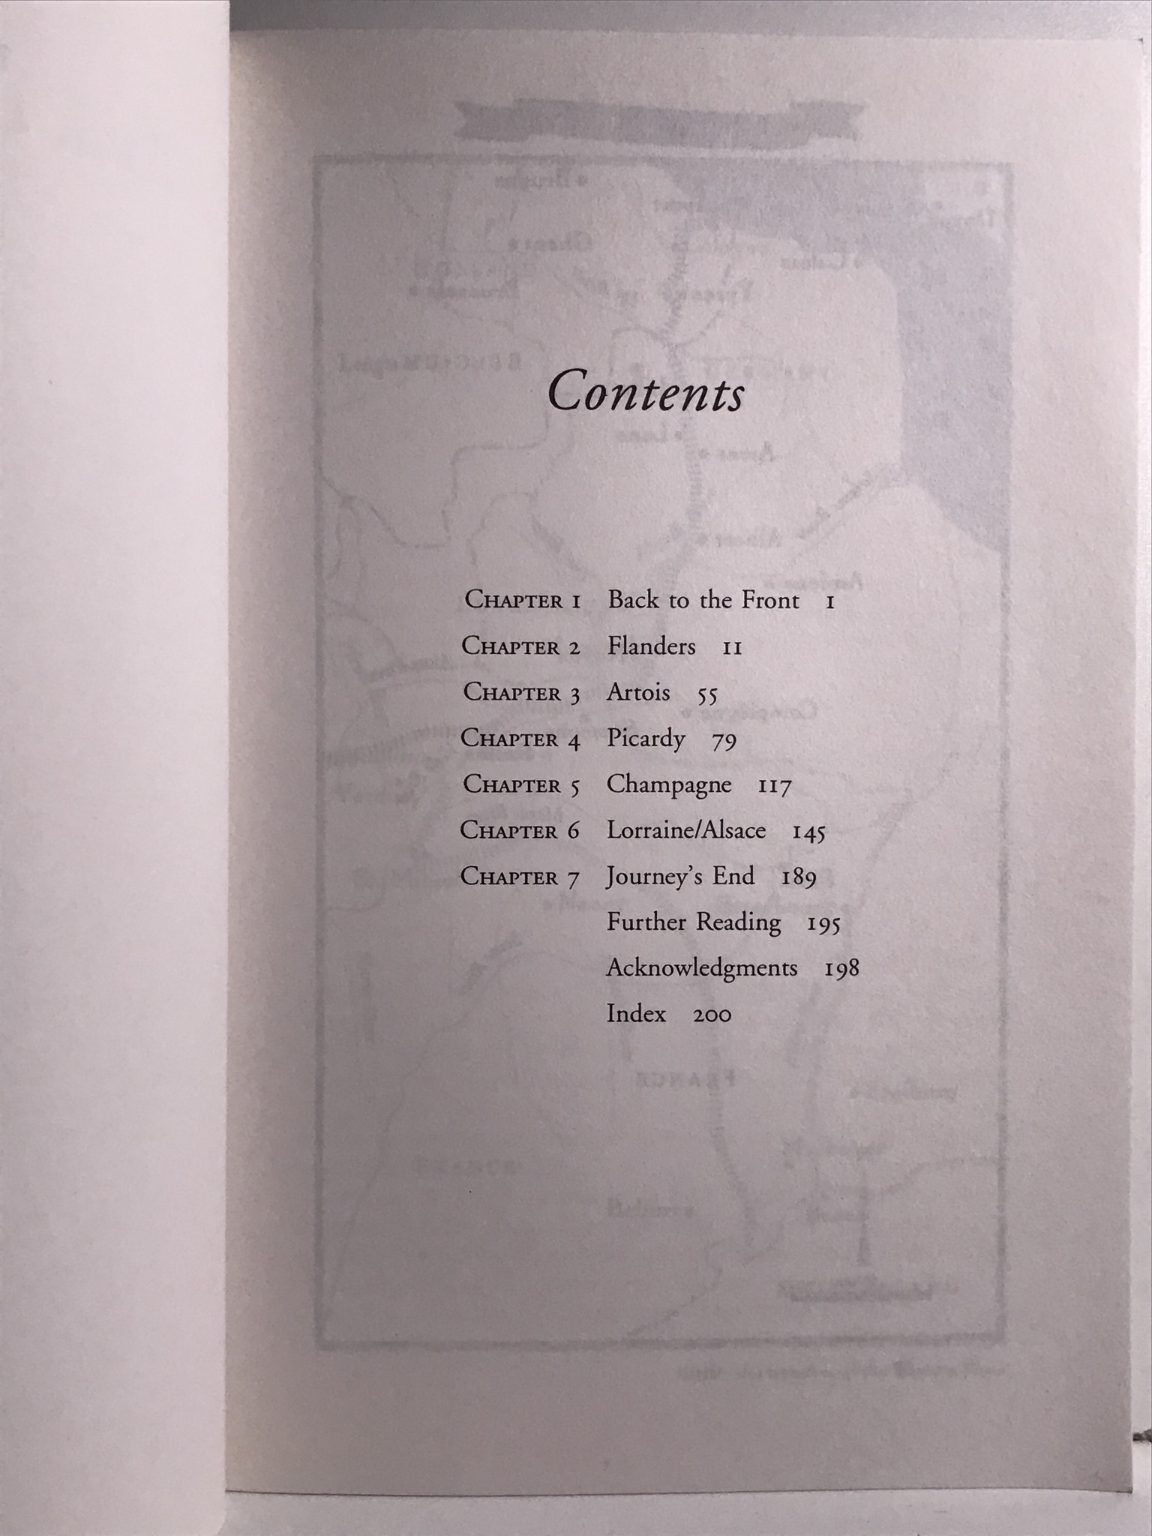 Contents
CHAPTER 1 Back to the Front 1
CHAPTER 2 Flanders 11
CHAPTER 3 Artois 55
CHAPTER 4 Picardy 79
CHAPTER 5 Champagne 117
CHAPTER 6 Lorraine/Alsace 145
CHAPTER 7 Journey's End 189
Further Reading 195
Acknowledgments 198
Index 200